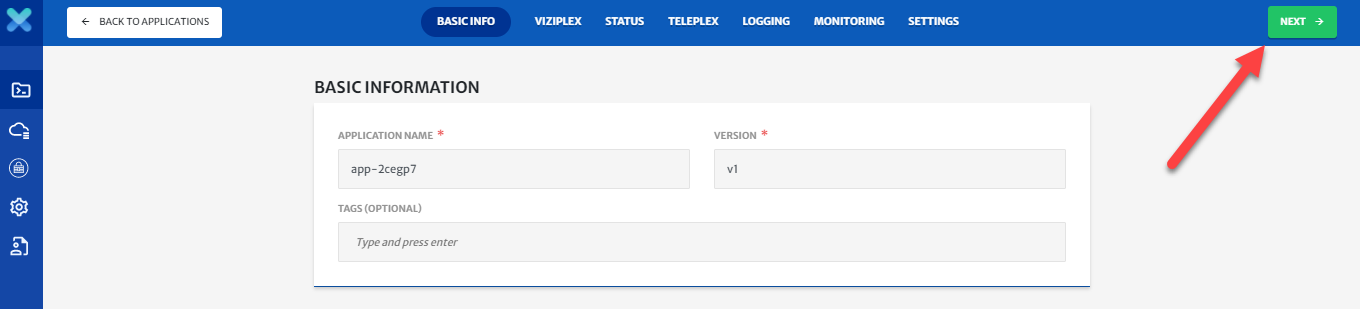 BACK TO APPLICATIONS
BASIC INFO VIZIPLEX STATUS TELEPLEX LOGGING MONITORING SETTINGS
NEXT
BASIC INFORMATION
APPLICATION NAME * VERSION *
app-2cegp7 v1
TAGS (OPTIONAL)
Type and press enter